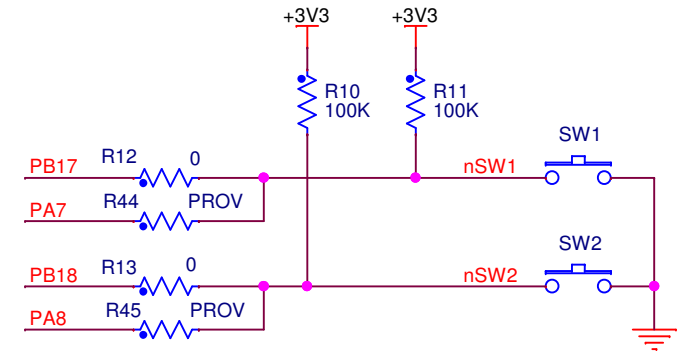 +3V3 +3V3
R10 R11
100K 100K
SW1
R12 0
PB17 nSW1
R44 PROV
PA7
SW2
R13 0
PB18 nSW2
R45 PROV
PA8